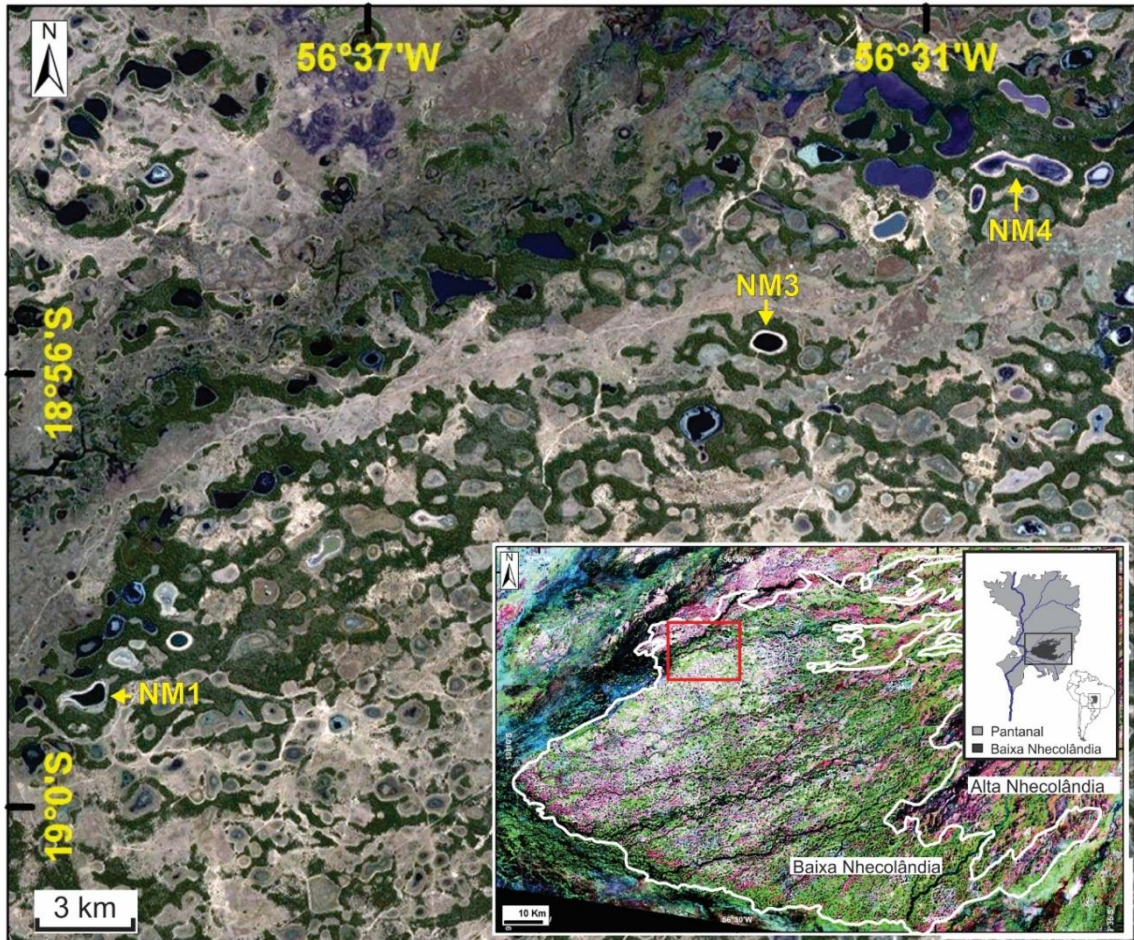 N
56°37'W
56°31'W
NM4
NM3
18°56'S
NM1
19°0'S
3 km
N
Pantanal
Baixa Nhecolândia
Alta Nhecolândia
Baixa Nhecolândia
10 Km